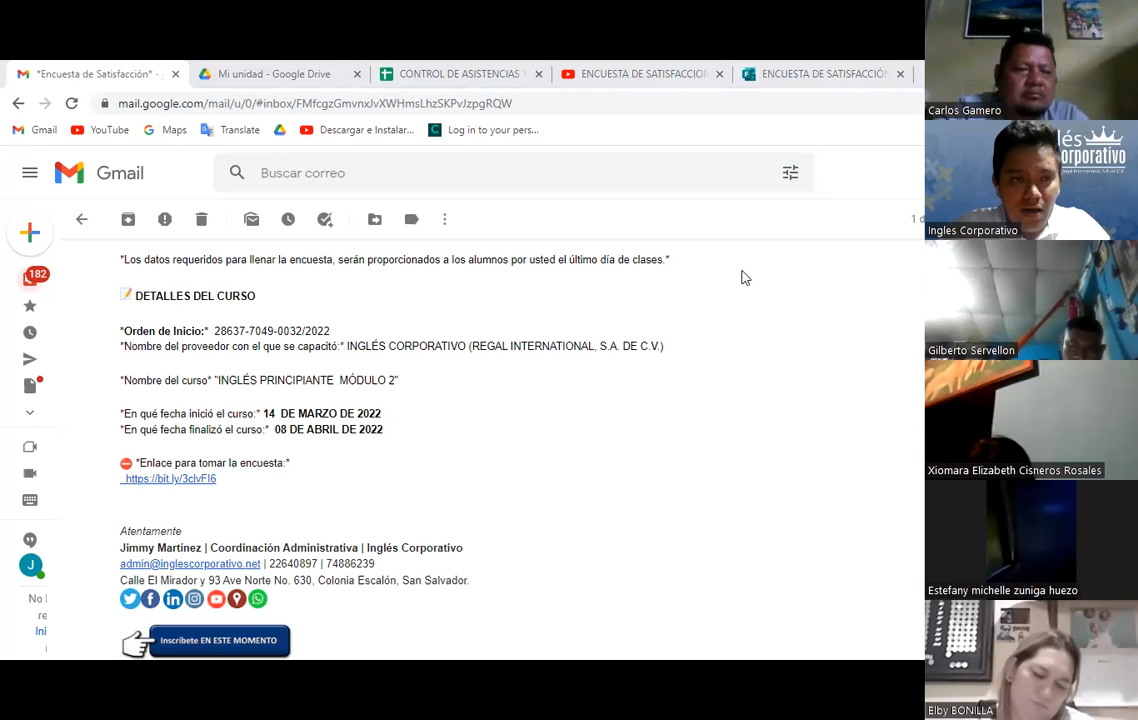 *Encuesta de Satisfacción* -
Mi unidad - Google Drive
CONTROL DE ASISTENCIAS
ENCUESTA DE SATISFACCION
ENCUESTA DE SATISFACCIÓN
mail.google.com/mail/u/0/#inbox/FMfcgzGmvnxJvXWHmsLhzSKPvJzpgRQW
Gmail
YouTube
Maps
Translate
Descargar e Instalar...
Log in to your pers...
Gmail
Buscar correo
182
*Los datos requeridos para llenar la encuesta, serán proporcionados a los alumnos por usted el último día de clases.*
DETALLES DEL CURSO
*Orden de Inicio:* 28637-7049-0032/2022
*Nombre del proveedor con el que se capacitó:* INGLÉS CORPORATIVO (REGAL INTERNATIONAL, S.A. DE C.V.)
*Nombre del curso* "INGLÉS PRINCIPIANTE MÓDULO 2"
*En qué fecha inició el curso:* 14 DE MARZO DE 2022
*En qué fecha finalizó el curso:* 08 DE ABRIL DE 2022
*Enlace para tomar la encuesta:*
https://bit.ly/3clvFI6
Atentamente
Jimmy Martínez | Coordinación Administrativa | Inglés Corporativo
admin@inglescorporativo.net | 22640897 | 74886239
Calle El Mirador y 93 Ave Norte No. 630, Colonia Escalón, San Salvador.
Inscríbete EN ESTE MOMENTO
J
Carlos Gamero
Ingles Corporativo
Gilberto Servellon
Xiomara Elizabeth Cisneros Rosales
Estefany michelle zuniga huezo
Elby BONILLA